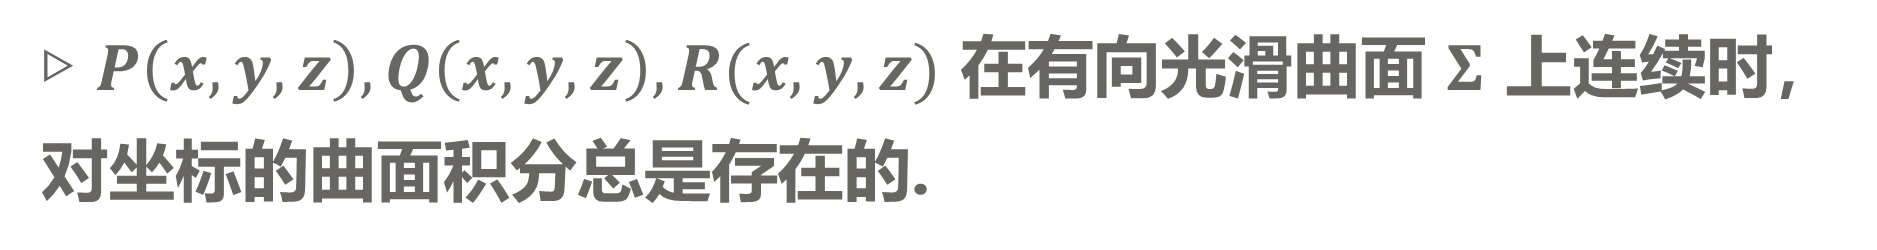 ▷ P(x, y, z), Q(x, y, z), R(x, y, z) 在有向光滑曲面 Σ 上连续时,
对坐标的曲面积分总是存在的.